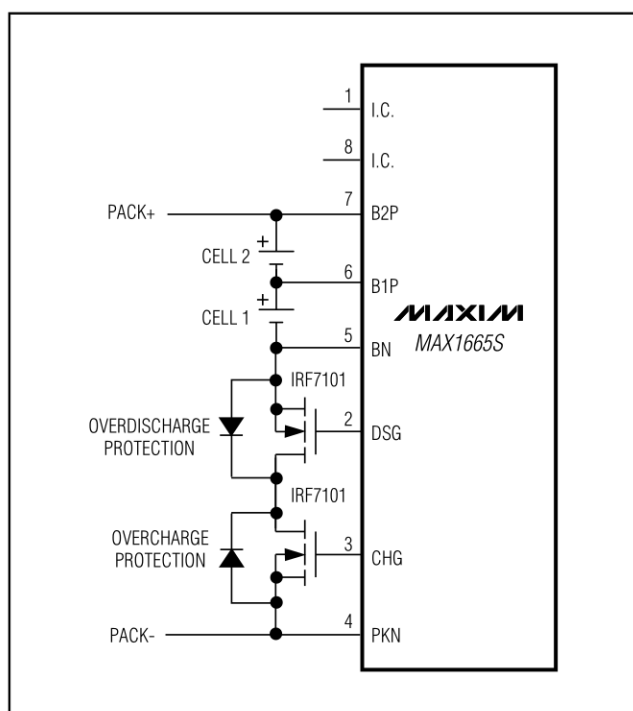 1
I.C.
8
I.C.
7
PACK+
B2P
+
CELL 2
6
B1P
+
CELL 1
MAXIM
MAX1665S
5
BN
IRF7101
OVERDISCHARGE
PROTECTION
2
DSG
IRF7101
OVERCHARGE
PROTECTION
3
CHG
4
PACK-
PKN